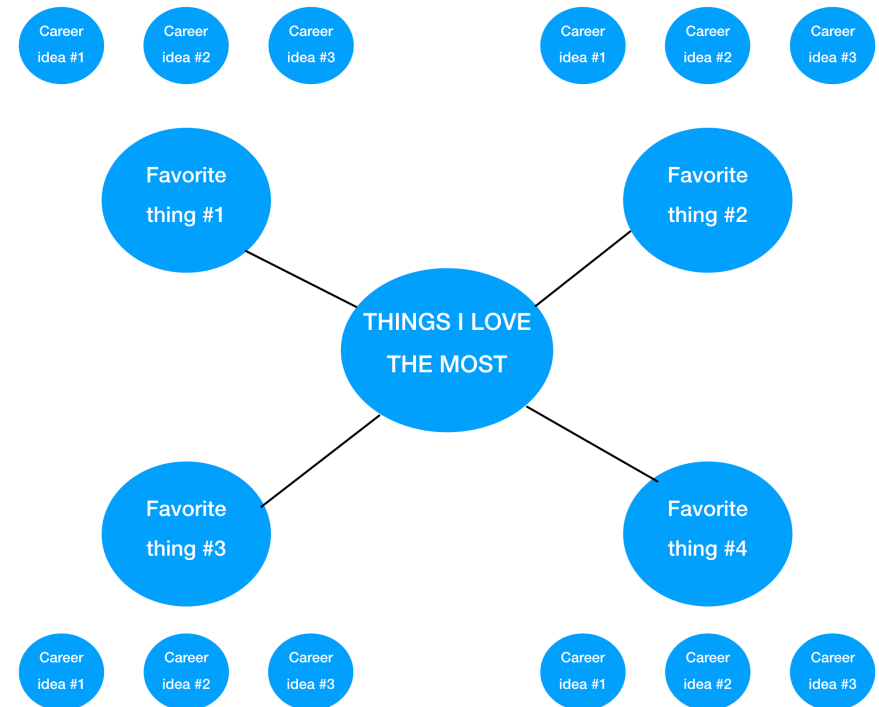 Career
idea #1
Career
idea #2
Career
idea #3
Career
idea #1
Career
idea #2
Career
idea #3
Favorite
thing #1
Favorite
thing #2
THINGS I LOVE
THE MOST
Favorite
thing #3
Favorite
thing #4
Career
idea #1
Career
idea #2
Career
idea #3
Career
idea #1
Career
idea #2
Career
idea #3